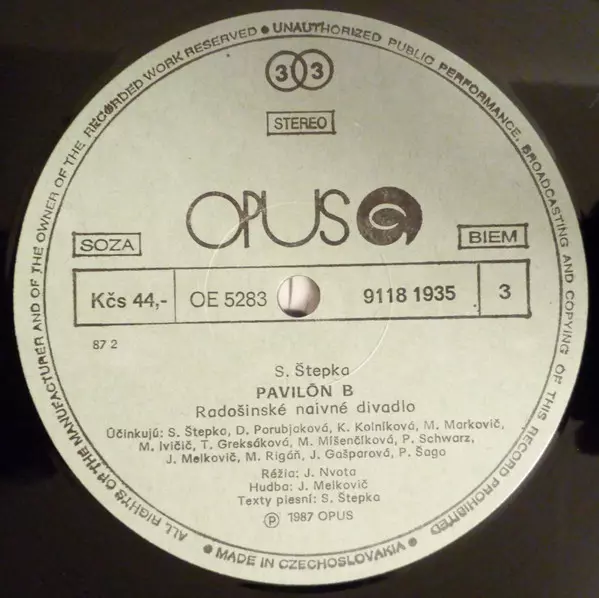 ALL RIGHTS OF THE MANUFACTURER AND OF THE OWNER OF THE RECORDED WORK RESERVED ● UNAUTHORIZED PUBLIC PERFORMANCE, BROADCASTING AND COPYING OF THIS RECORD PROHIBITED
33
STEREO
OPUS
SOZA
BIEM
Kčs 44,- OE 5283 9118 1935 3
87 2
S. Štepka
PAVILÓN B
Radošinské naivné divadlo
Účinkujú: S. Štepka, D. Porubjaková, K. Kolníková, M. Markovič,
M. Ivičič, T. Greksáková, M. Mišenčíková, P. Schwarz,
J. Melkovič, M. Rigáň, J. Gašparová, P. Šago
Réžia: J. Nvota
Hudba: J. Melkovič
Texty piesní: S. Štepka
Ⓟ 1987 OPUS
● MADE IN CZECHOSLOVAKIA ●